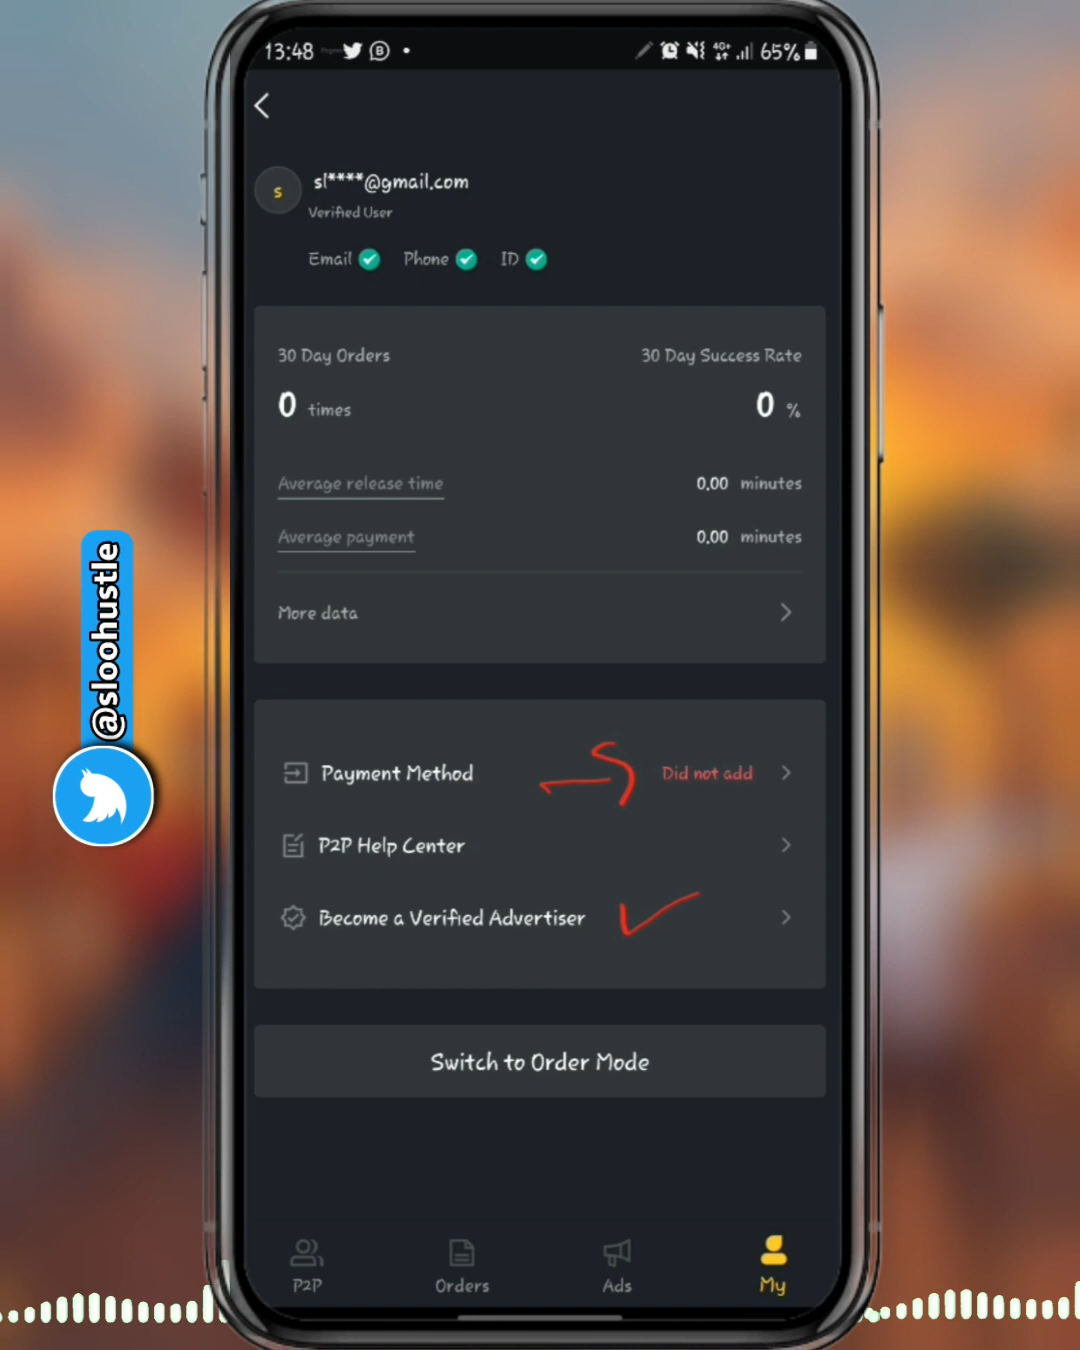 13:48
4G+
65%
sl****@gmail.com
s
Verified User
Email Phone ID
30 Day Orders 30 Day Success Rate
0 times 0 %
Average release time 0.00 minutes
Average payment 0.00 minutes
More data
@sloohustle
Payment Method Did not add
P2P Help Center
Become a Verified Advertiser
Switch to Order Mode
P2P Orders Ads My